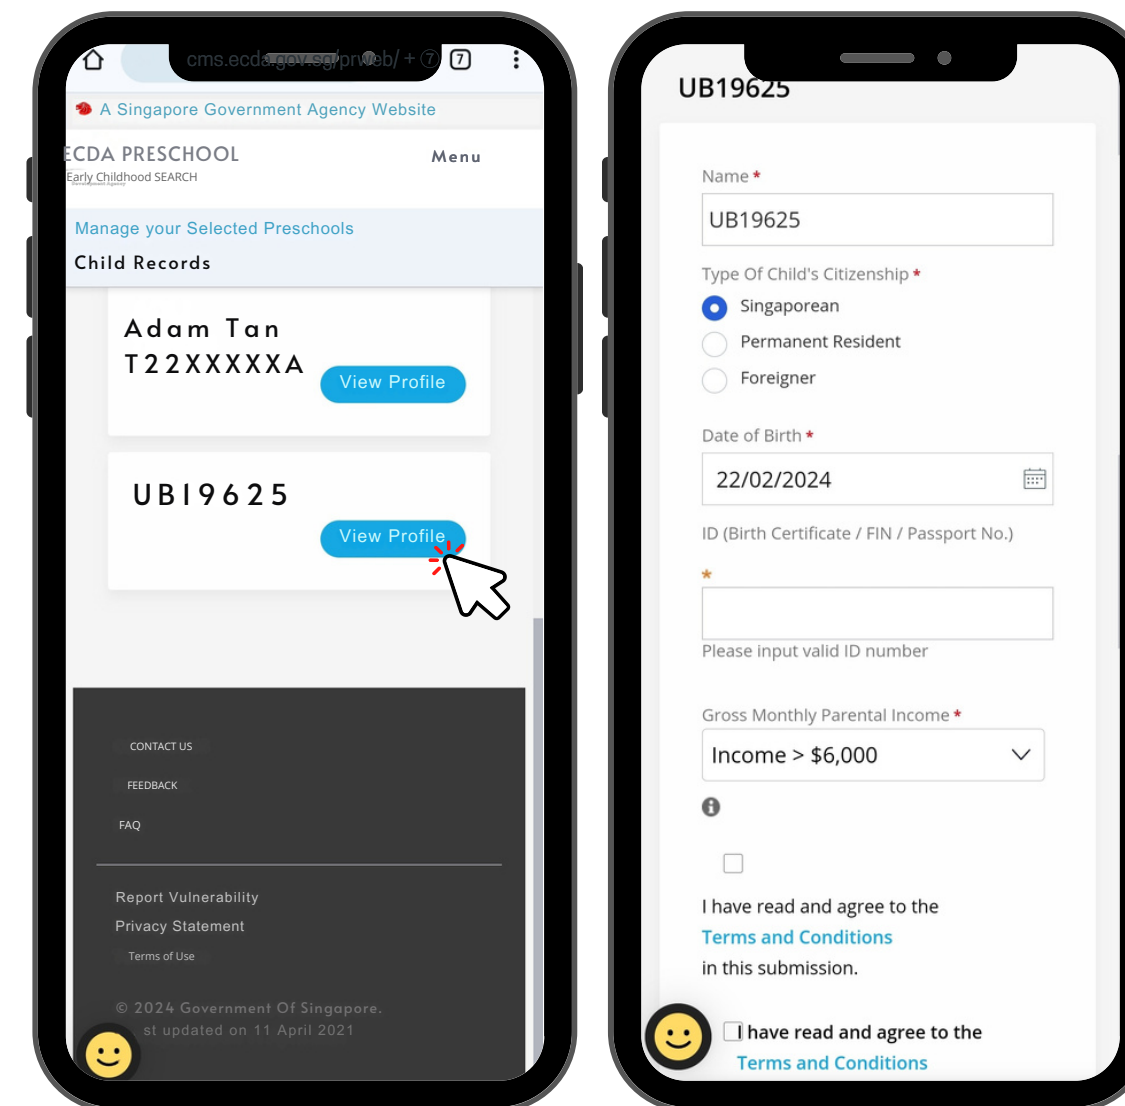 cms.ecda.gov.sg/prweb/ + 7 7
A Singapore Government Agency Website
ECDA PRESCHOOL
Menu
Early Childhood SEARCH
Development Agency
Manage your Selected Preschools
Child Records
Adam Tan
T22XXXXXA
View Profile
UB19625
View Profile
CONTACT US
FEEDBACK
FAQ
Report Vulnerability
Privacy Statement
Terms of Use
© 2024 Government Of Singapore.
st updated on 11 April 2021
UB19625
Name *
UB19625
Type Of Child's Citizenship *
Singaporean
Permanent Resident
Foreigner
Date of Birth *
22/02/2024
ID (Birth Certificate / FIN / Passport No.)
*
Please input valid ID number
Gross Monthly Parental Income *
Income > $6,000
I have read and agree to the
Terms and Conditions
in this submission.
I have read and agree to the
Terms and Conditions